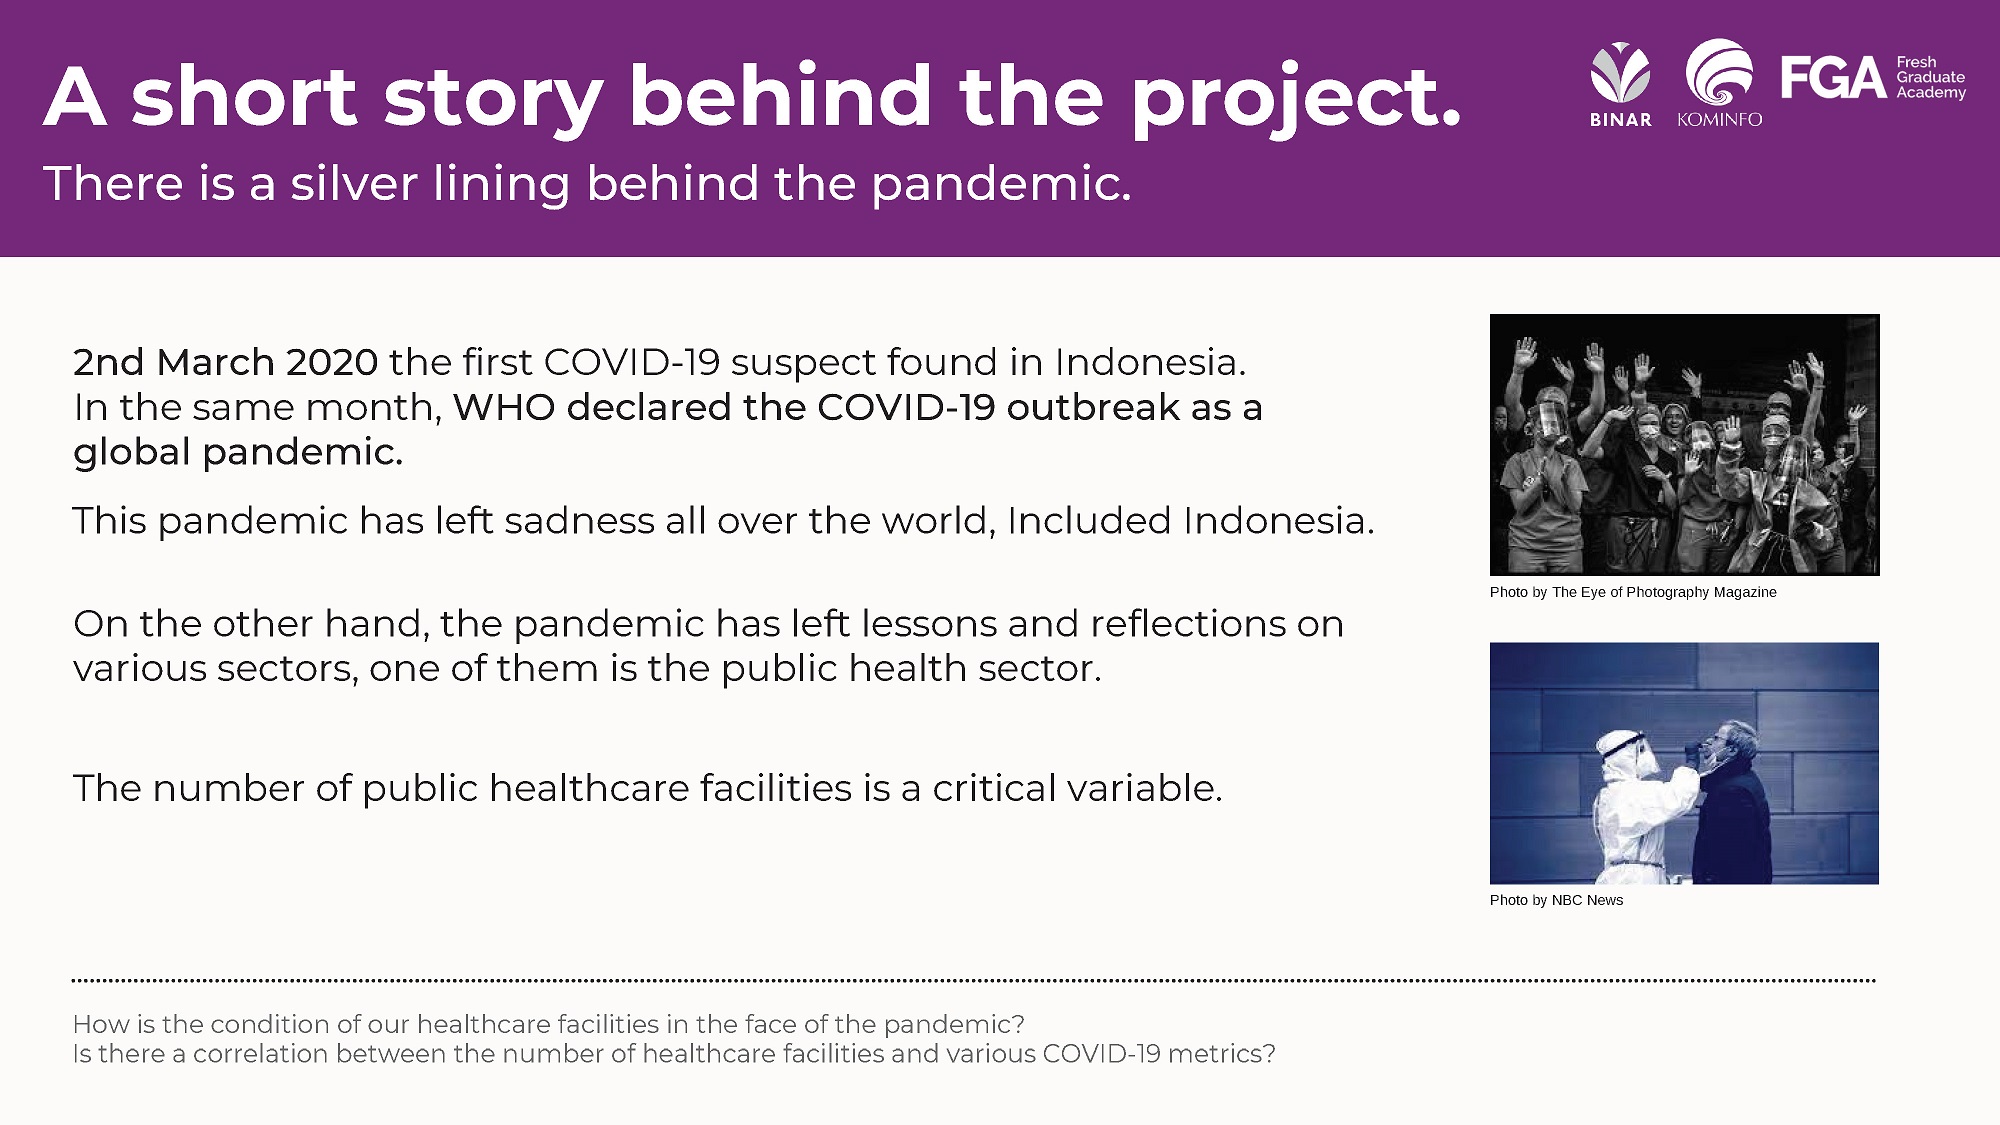 A short story behind the project.
There is a silver lining behind the pandemic.
BINAR
KOMINFO
FGA
Fresh
Graduate
Academy
2nd March 2020 the first COVID-19 suspect found in Indonesia.
In the same month, WHO declared the COVID-19 outbreak as a
global pandemic.
This pandemic has left sadness all over the world, Included Indonesia.
On the other hand, the pandemic has left lessons and reflections on
various sectors, one of them is the public health sector.
The number of public healthcare facilities is a critical variable.
Photo by The Eye of Photography Magazine
Photo by NBC News
How is the condition of our healthcare facilities in the face of the pandemic?
Is there a correlation between the number of healthcare facilities and various COVID-19 metrics?